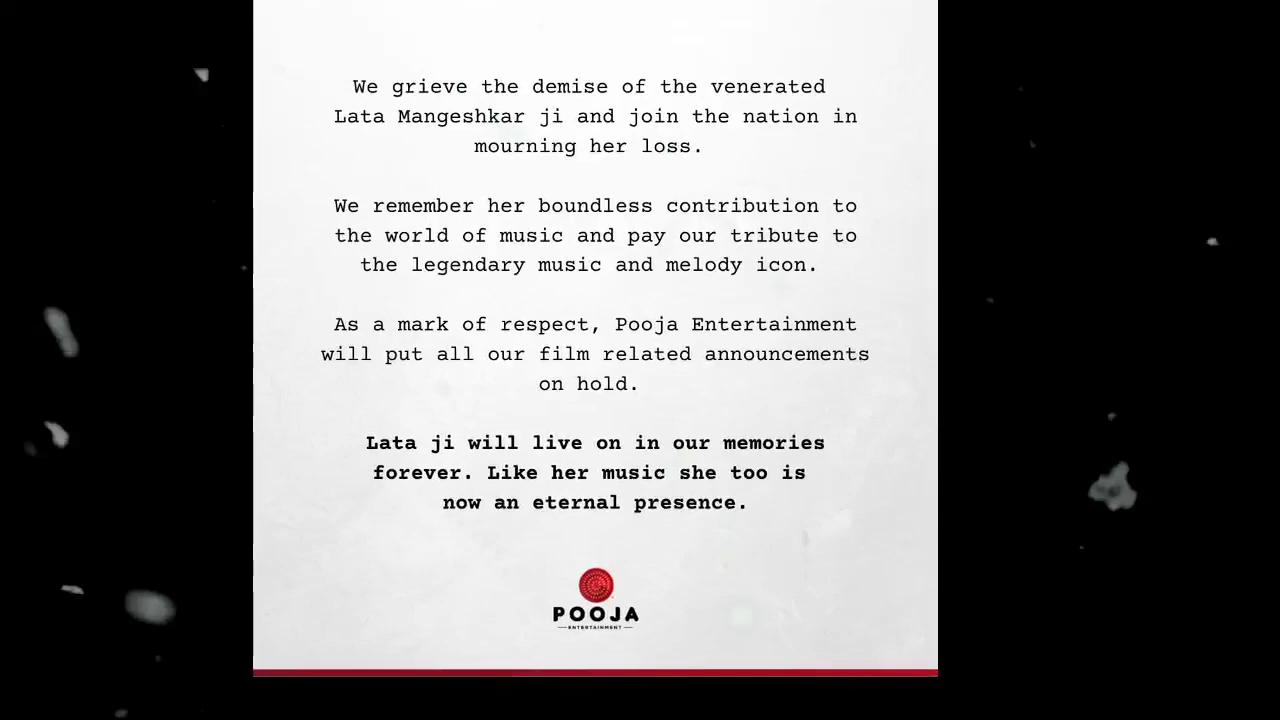 We grieve the demise of the venerated
Lata Mangeshkar ji and join the nation in
mourning her loss.
We remember her boundless contribution to
the world of music and pay our tribute to
the legendary music and melody icon.
As a mark of respect, Pooja Entertainment
will put all our film related announcements
on hold.
Lata ji will live on in our memories
forever. Like her music she too is
now an eternal presence.
POOJA
ENTERTAINMENT